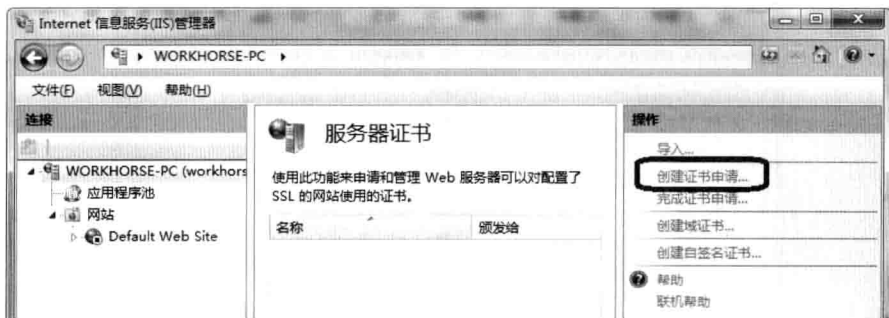 Internet 信息服务(IIS)管理器
WORKHORSE-PC
文件(F) 视图(V) 帮助(H)
连接
WORKHORSE-PC (workhors
应用程序池
网站
Default Web Site
服务器证书
使用此功能来申请和管理 Web 服务器可以对配置了
SSL 的网站使用的证书。
名称 颁发给
操作
导入...
创建证书申请...
完成证书申请...
创建域证书...
创建自签名证书...
帮助
联机帮助